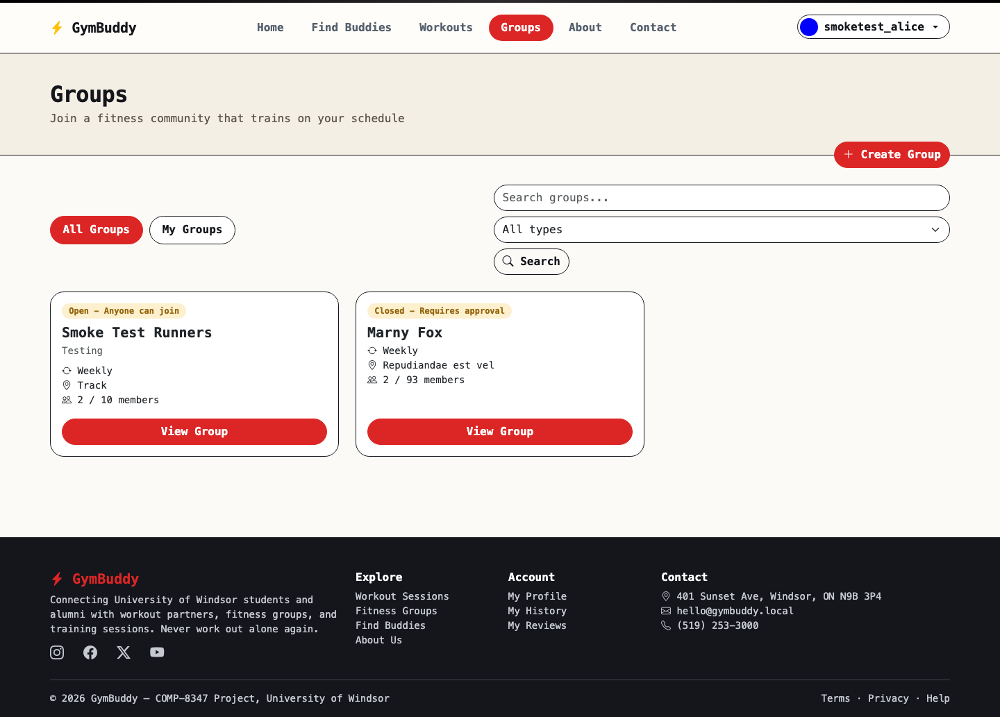 GymBuddy
Home Find Buddies Workouts Groups About Contact
smoketest_alice
Groups
Join a fitness community that trains on your schedule
Create Group
Search groups...
All Groups My Groups
All types
Search
Open – Anyone can join
Smoke Test Runners
Testing
Weekly
Track
2 / 10 members
View Group
Closed – Requires approval
Marny Fox
Weekly
Repudiandae est vel
2 / 93 members
View Group
GymBuddy
Connecting University of Windsor students and
alumni with workout partners, fitness groups, and
training sessions. Never work out alone again.
Explore
Workout Sessions
Fitness Groups
Find Buddies
About Us
Account
My Profile
My History
My Reviews
Contact
401 Sunset Ave, Windsor, ON N9B 3P4
hello@gymbuddy.local
(519) 253-3000
© 2026 GymBuddy — COMP-8347 Project, University of Windsor
Terms · Privacy · Help